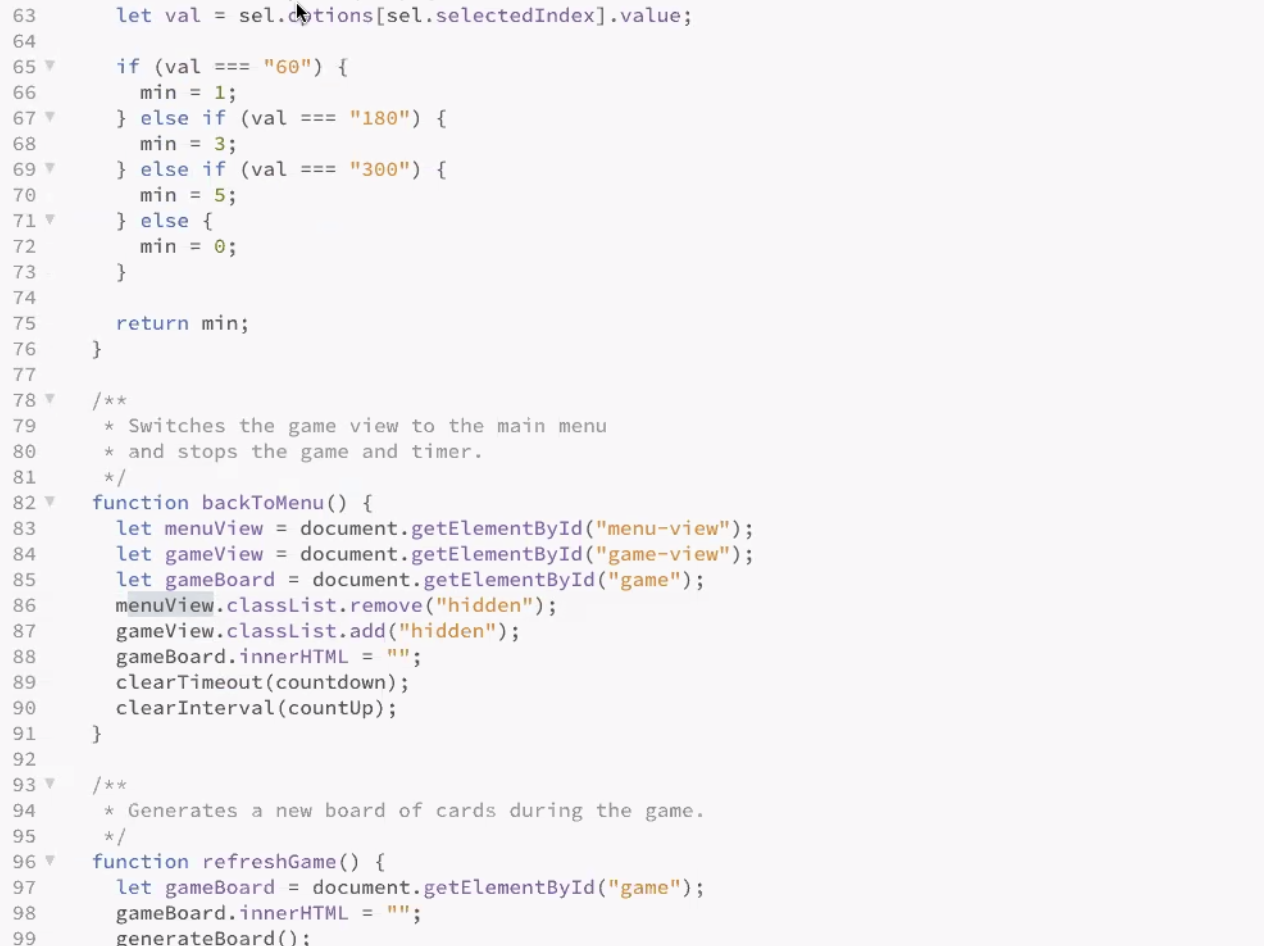 63 let val = sel.options[sel.selectedIndex].value;
64
65 if (val === "60") {
66 min = 1;
67 } else if (val === "180") {
68 min = 3;
69 } else if (val === "300") {
70 min = 5;
71 } else {
72 min = 0;
73 }
74
75 return min;
76 }
77
78 /**
79 * Switches the game view to the main menu
80 * and stops the game and timer.
81 */
82 function backToMenu() {
83 let menuView = document.getElementById("menu-view");
84 let gameView = document.getElementById("game-view");
85 let gameBoard = document.getElementById("game");
86 menuView.classList.remove("hidden");
87 gameView.classList.add("hidden");
88 gameBoard.innerHTML = "";
89 clearTimeout(countdown);
90 clearInterval(countUp);
91 }
92
93 /**
94 * Generates a new board of cards during the game.
95 */
96 function refreshGame() {
97 let gameBoard = document.getElementById("game");
98 gameBoard.innerHTML = "";
99 generateBoard();